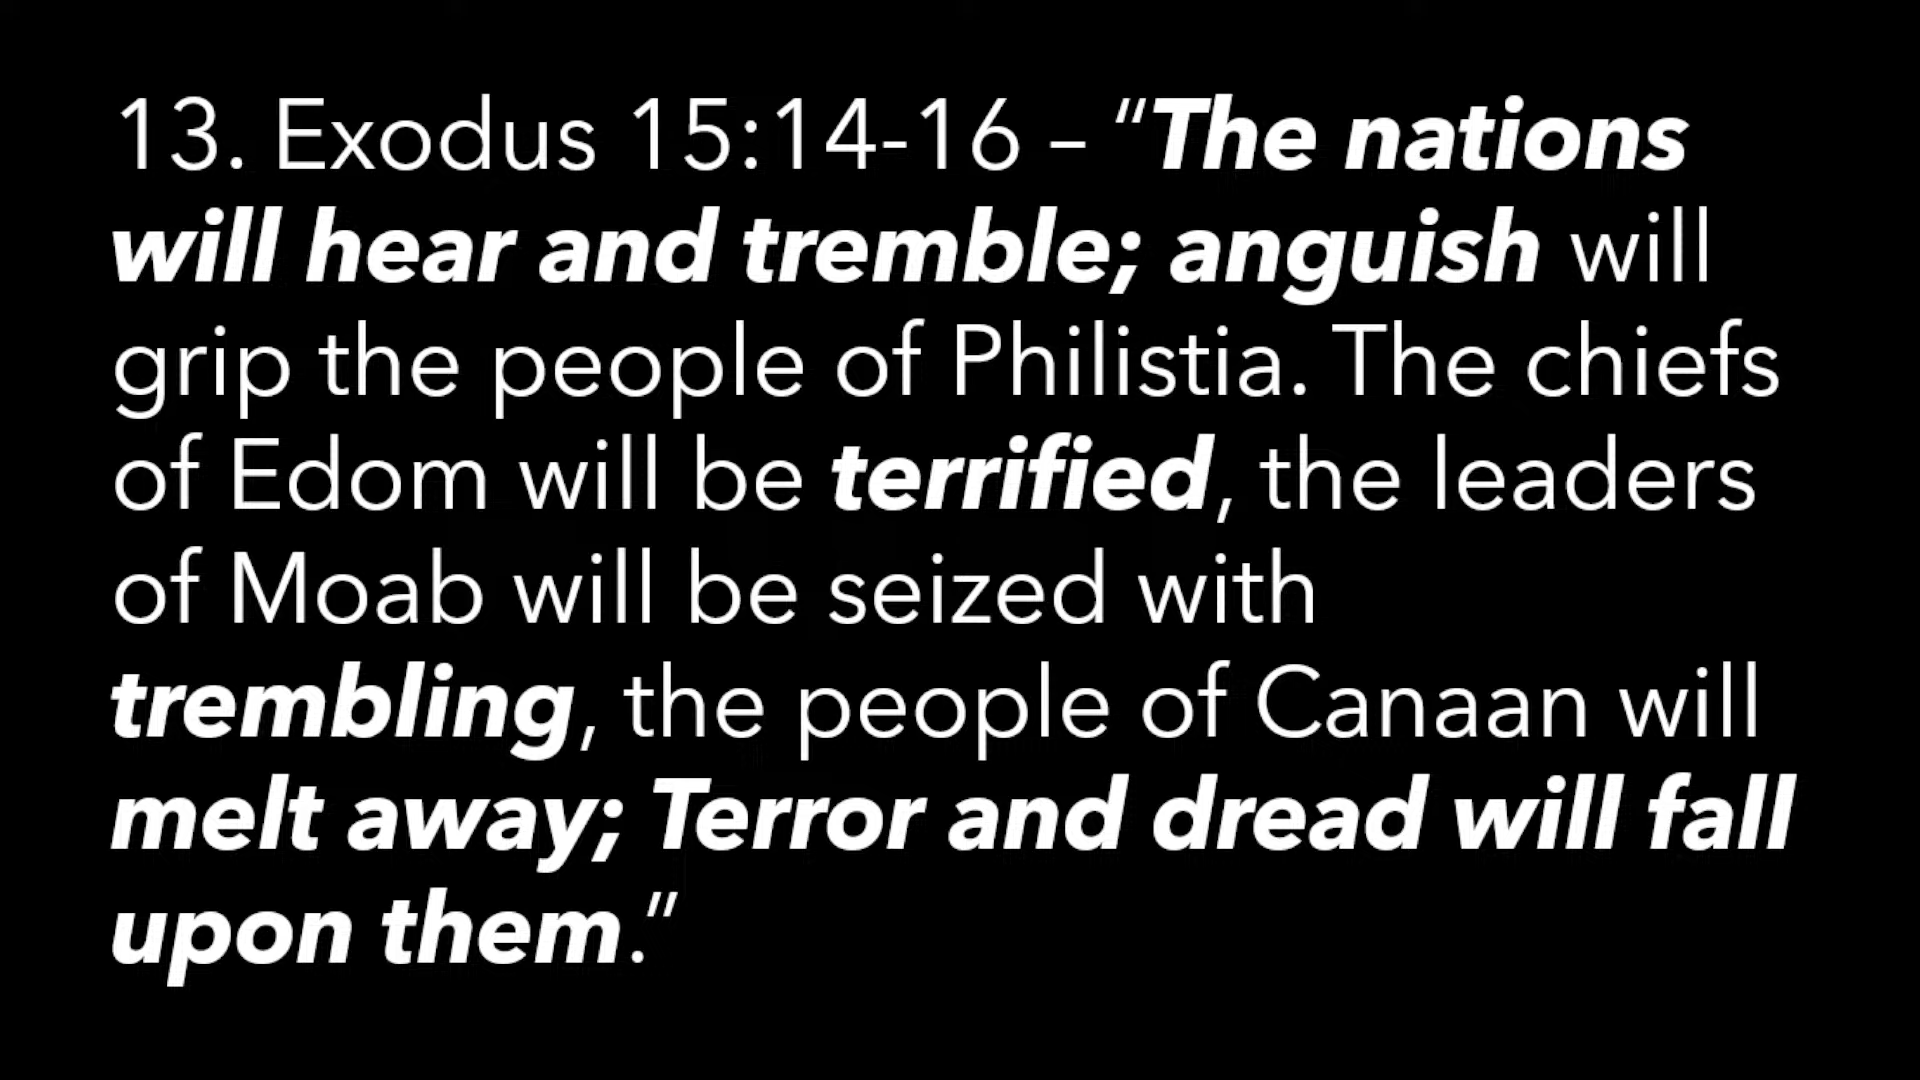 13. Exodus 15:14-16 – “The nations
will hear and tremble; anguish will
grip the people of Philistia. The chiefs
of Edom will be terrified, the leaders
of Moab will be seized with
trembling, the people of Canaan will
melt away; Terror and dread will fall
upon them.”